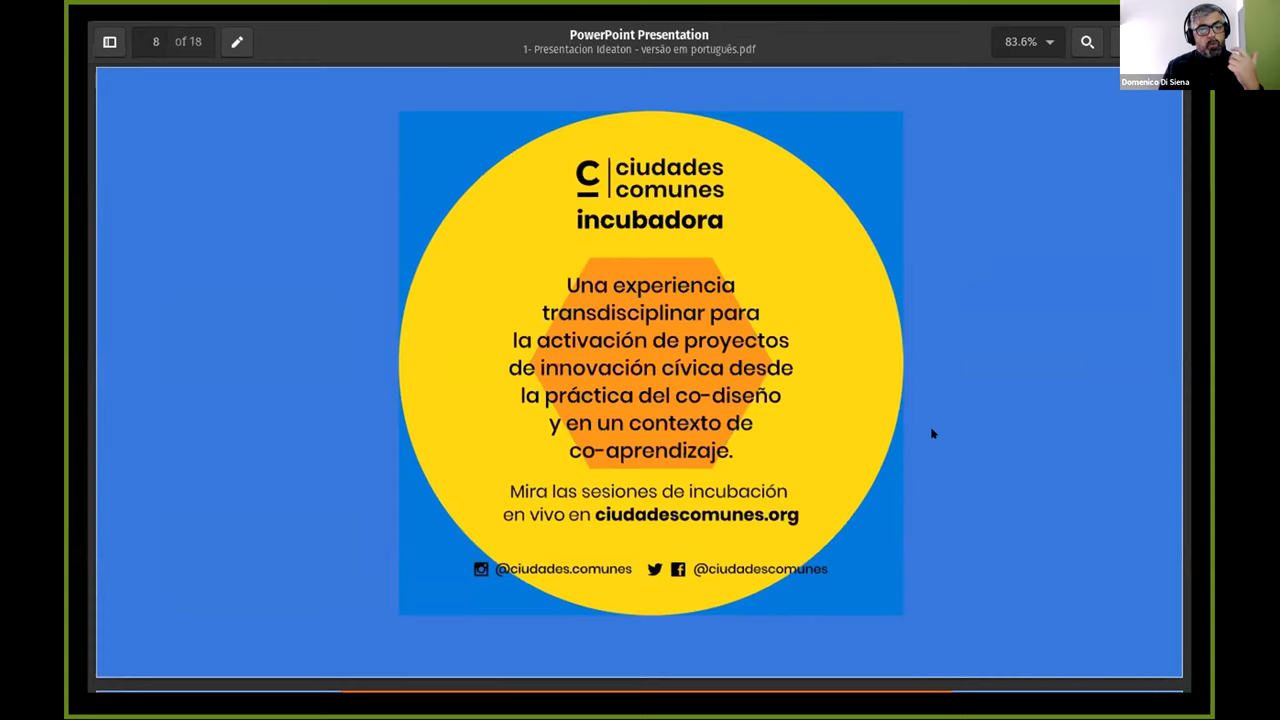 8 of 18
PowerPoint Presentation
1- Presentacion Ideaton - versão em português.pdf
83.6%
Domenico Di Siena
C
ciudades
comunes
incubadora
Una experiencia
transdisciplinar para
la activación de proyectos
de innovación cívica desde
la práctica del co-diseño
y en un contexto de
co-aprendizaje.
Mira las sesiones de incubación
en vivo en ciudadescomunes.org
@ciudades.comunes @ciudadescomunes